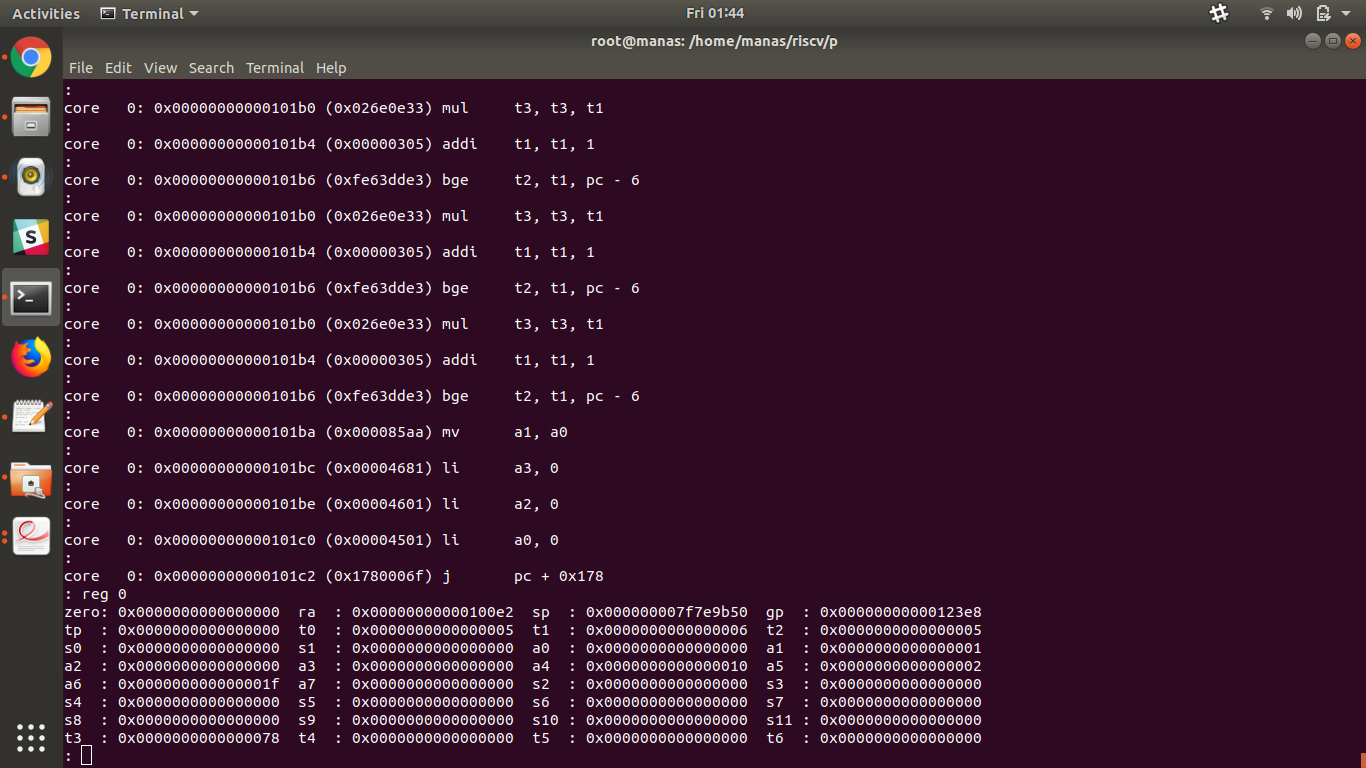 Activities Terminal Fri 01:44
root@manas: /home/manas/riscv/p
File Edit View Search Terminal Help
:
core   0: 0x00000000000101b0 (0x026e0e33) mul     t3, t3, t1
:
core   0: 0x00000000000101b4 (0x00000305) addi    t1, t1, 1
:
core   0: 0x00000000000101b6 (0xfe63dde3) bge     t2, t1, pc - 6
:
core   0: 0x00000000000101b0 (0x026e0e33) mul     t3, t3, t1
:
core   0: 0x00000000000101b4 (0x00000305) addi    t1, t1, 1
:
core   0: 0x00000000000101b6 (0xfe63dde3) bge     t2, t1, pc - 6
:
core   0: 0x00000000000101b0 (0x026e0e33) mul     t3, t3, t1
:
core   0: 0x00000000000101b4 (0x00000305) addi    t1, t1, 1
:
core   0: 0x00000000000101b6 (0xfe63dde3) bge     t2, t1, pc - 6
:
core   0: 0x00000000000101ba (0x000085aa) mv      a1, a0
:
core   0: 0x00000000000101bc (0x00004681) li      a3, 0
:
core   0: 0x00000000000101be (0x00004601) li      a2, 0
:
core   0: 0x00000000000101c0 (0x00004501) li      a0, 0
:
core   0: 0x00000000000101c2 (0x1780006f) j       pc + 0x178
: reg 0
zero: 0x0000000000000000  ra  : 0x00000000000100e2  sp  : 0x000000007f7e9b50  gp  : 0x00000000000123e8
tp  : 0x0000000000000000  t0  : 0x0000000000000005  t1  : 0x0000000000000006  t2  : 0x0000000000000005
s0  : 0x0000000000000000  s1  : 0x0000000000000000  a0  : 0x0000000000000000  a1  : 0x0000000000000001
a2  : 0x0000000000000000  a3  : 0x0000000000000000  a4  : 0x0000000000000010  a5  : 0x0000000000000002
a6  : 0x000000000000001f  a7  : 0x0000000000000000  s2  : 0x0000000000000000  s3  : 0x0000000000000000
s4  : 0x0000000000000000  s5  : 0x0000000000000000  s6  : 0x0000000000000000  s7  : 0x0000000000000000
s8  : 0x0000000000000000  s9  : 0x0000000000000000  s10 : 0x0000000000000000  s11 : 0x0000000000000000
t3  : 0x0000000000000078  t4  : 0x0000000000000000  t5  : 0x0000000000000000  t6  : 0x0000000000000000
: